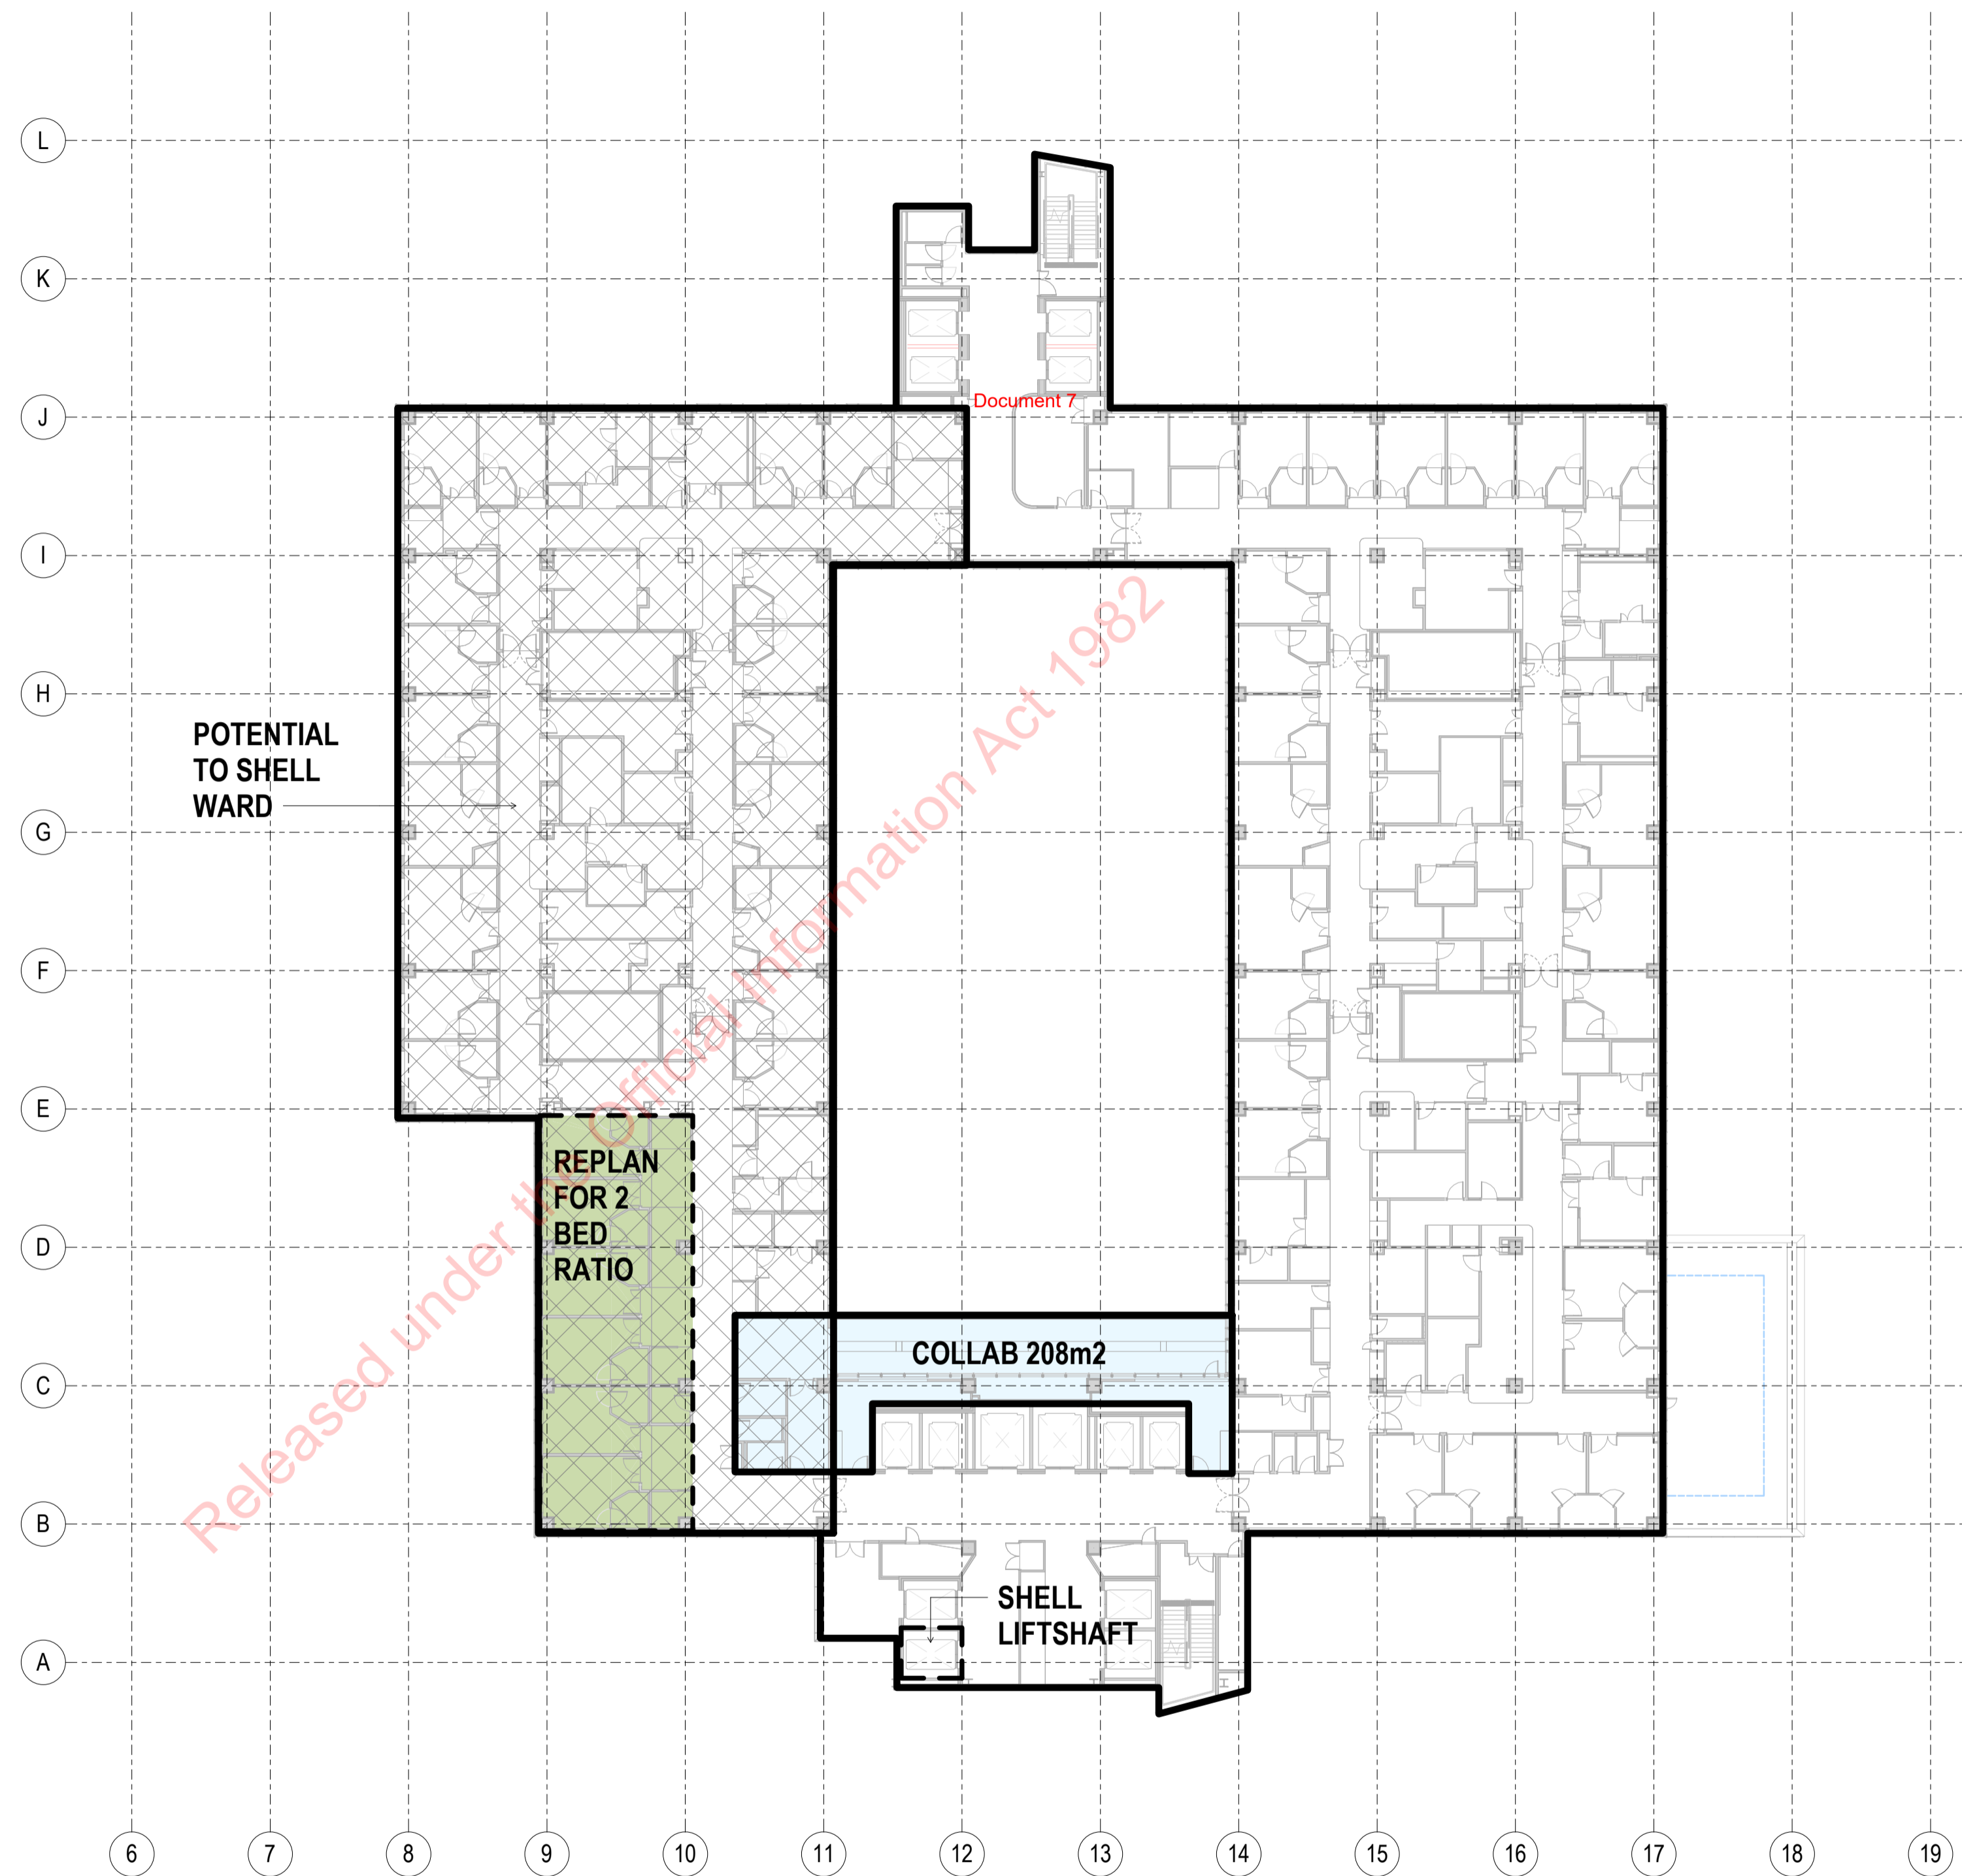 L
K
Document 7
J
I
H
POTENTIAL
TO SHELL
WARD
G
F
E
REPLAN
FOR 2
BED
RATIO
D
COLLAB 208m2
C
B
SHELL
LIFTSHAFT
A
Released under the Official Information Act 1982
6 7 8 9 10 11 12 13 14 15 16 17 18 19